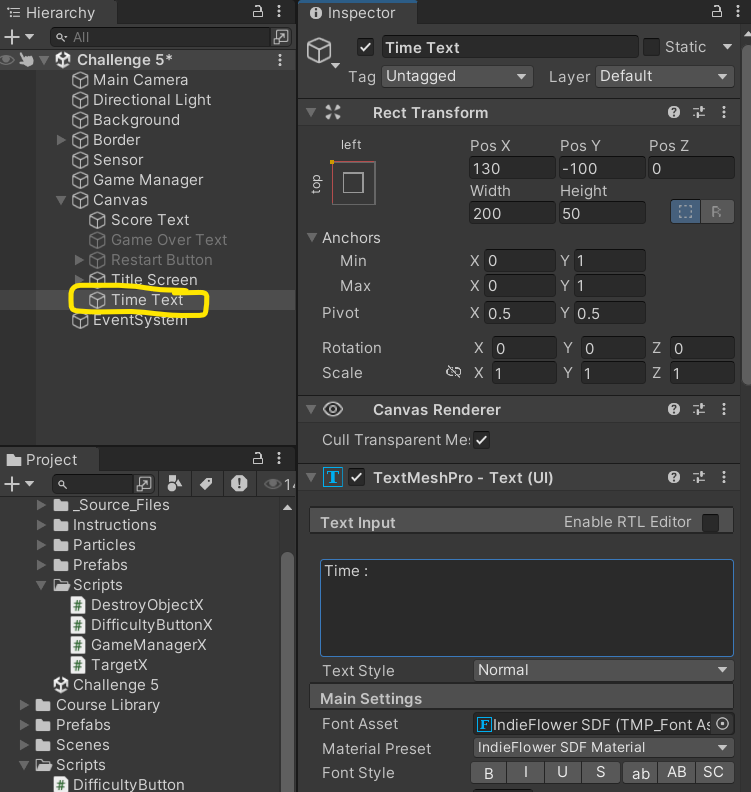 Hierarchy
All
Challenge 5*
Main Camera
Directional Light
Background
Border
Sensor
Game Manager
Canvas
Score Text
Game Over Text
Restart Button
Title Screen
Time Text
EventSystem
Project
14
_Source_Files
Instructions
Particles
Prefabs
Scripts
# DestroyObjectX
# DifficultyButtonX
# GameManagerX
# TargetX
Challenge 5
Course Library
Prefabs
Scenes
Scripts
# DifficultyButton
Inspector
Time Text
Static
Tag Untagged Layer Default
Rect Transform
left
top
Pos X Pos Y Pos Z
130 -100 0
Width Height
200 50
R
Anchors
Min X 0 Y 1
Max X 0 Y 1
Pivot X 0.5 Y 0.5
Rotation X 0 Y 0 Z 0
Scale X 1 Y 1 Z 1
Canvas Renderer
Cull Transparent Me
T TextMeshPro - Text (UI)
Text Input Enable RTL Editor
Time :
Text Style Normal
Main Settings
Font Asset F IndieFlower SDF (TMP_Font As
Material Preset IndieFlower SDF Material
Font Style B I U S ab AB SC